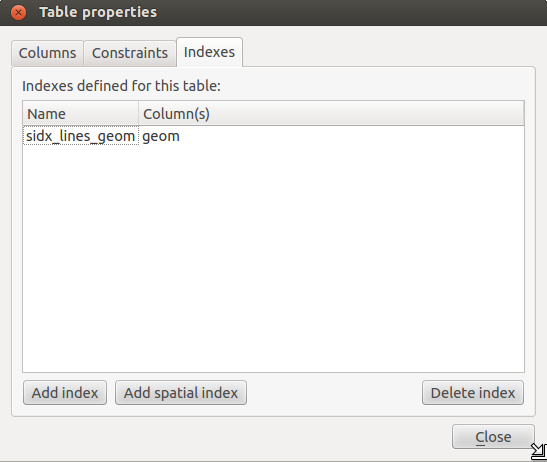 Table properties
Columns Constraints Indexes
Indexes defined for this table:
Name Column(s)
sidx_lines_geom geom
Add index Add spatial index Delete index
Close